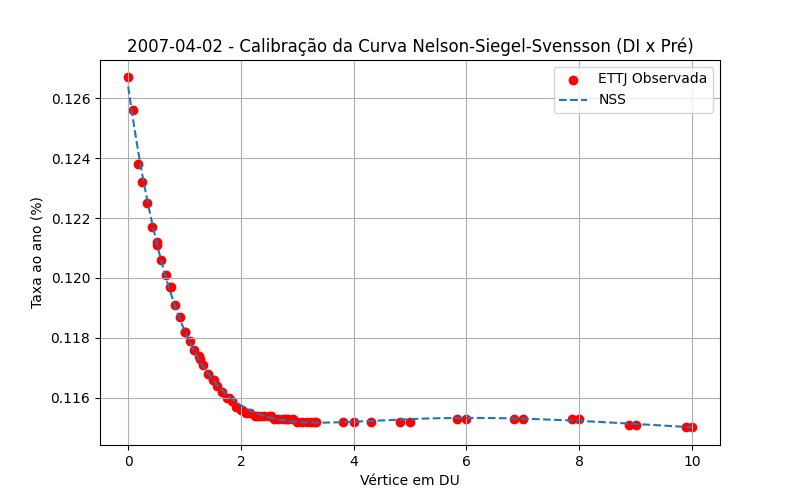 2007-04-02 - Calibração da Curva Nelson-Siegel-Svensson (DI x Pré)
ETTJ Observada
NSS
Taxa ao ano (%)
0.126
0.124
0.122
0.120
0.118
0.116
0 2 4 6 8 10
Vértice em DU